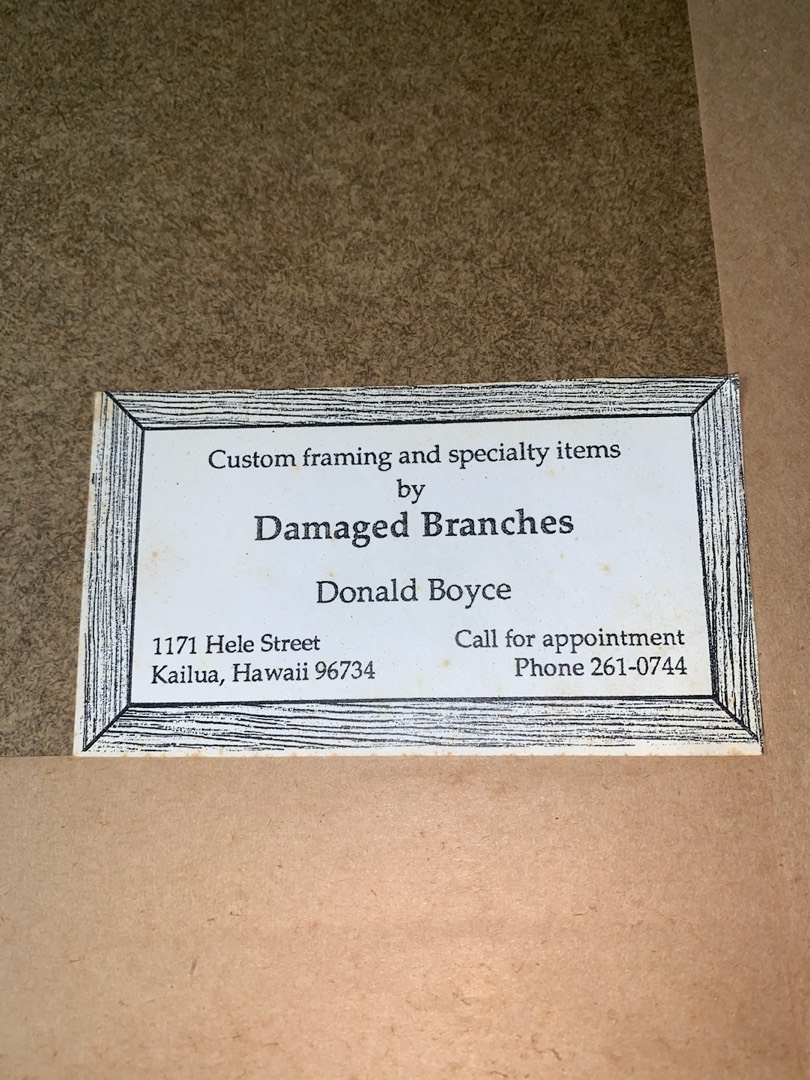 Custom framing and specialty items
by
Damaged Branches
Donald Boyce
1171 Hele Street
Kailua, Hawaii 96734
Call for appointment
Phone 261-0744